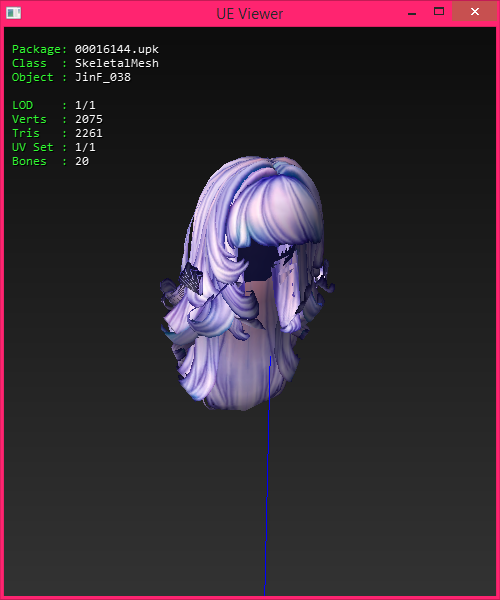 UE Viewer
Package: 00016144.upk
Class  : SkeletalMesh
Object : JinF_038
LOD    : 1/1
Verts  : 2075
Tris   : 2261
UV Set : 1/1
Bones  : 20